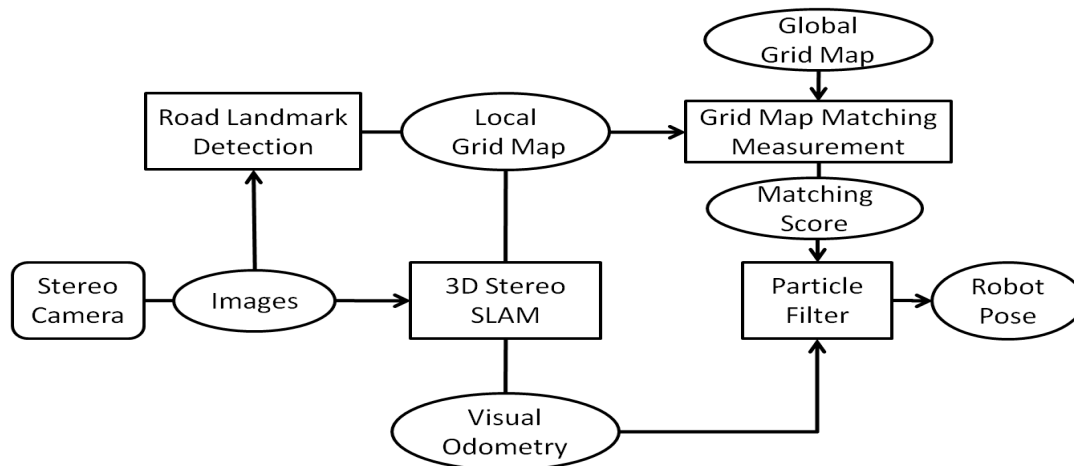 Global
Grid Map
Road Landmark
Detection
Local
Grid Map
Grid Map Matching
Measurement
Matching
Score
Stereo
Camera
Images
3D Stereo
SLAM
Particle
Filter
Robot
Pose
Visual
Odometry